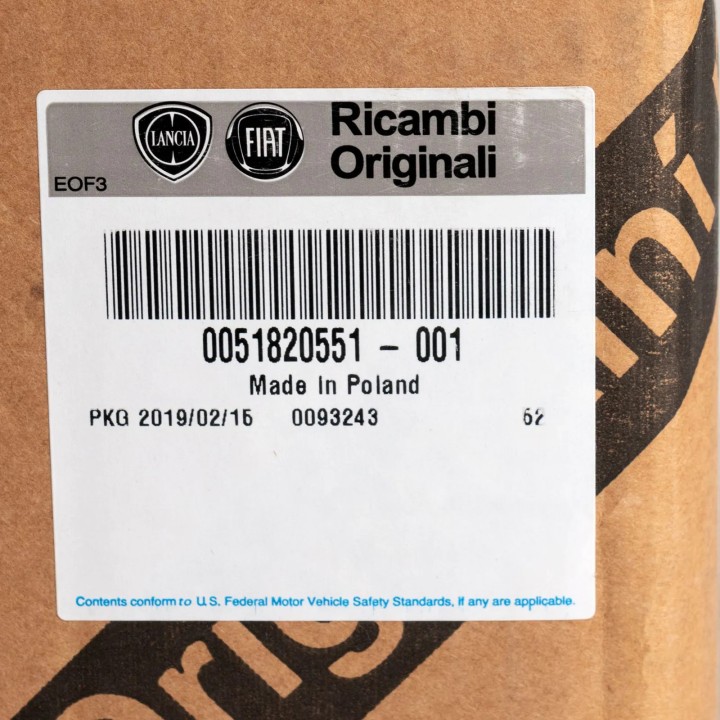 LANCIA
FIAT
Ricambi
Originali
EOF3
0051820551 - 001
Made in Poland
PKG 2019/02/15 0093243 52
Contents conform to U.S. Federal Motor Vehicle Safety Standards, if any are applicable.